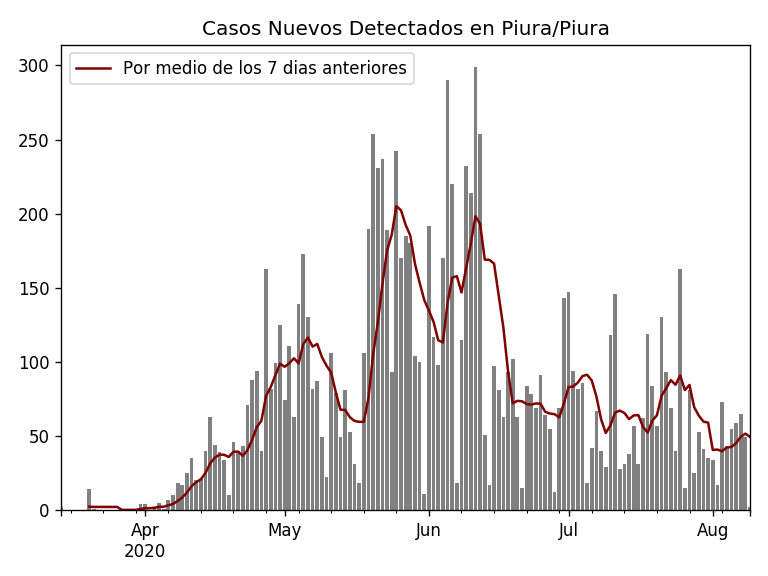 Casos Nuevos Detectados en Piura/Piura
Por medio de los 7 dias anteriores
300
250
200
150
100
50
0
Apr
2020
May
Jun
Jul
Aug